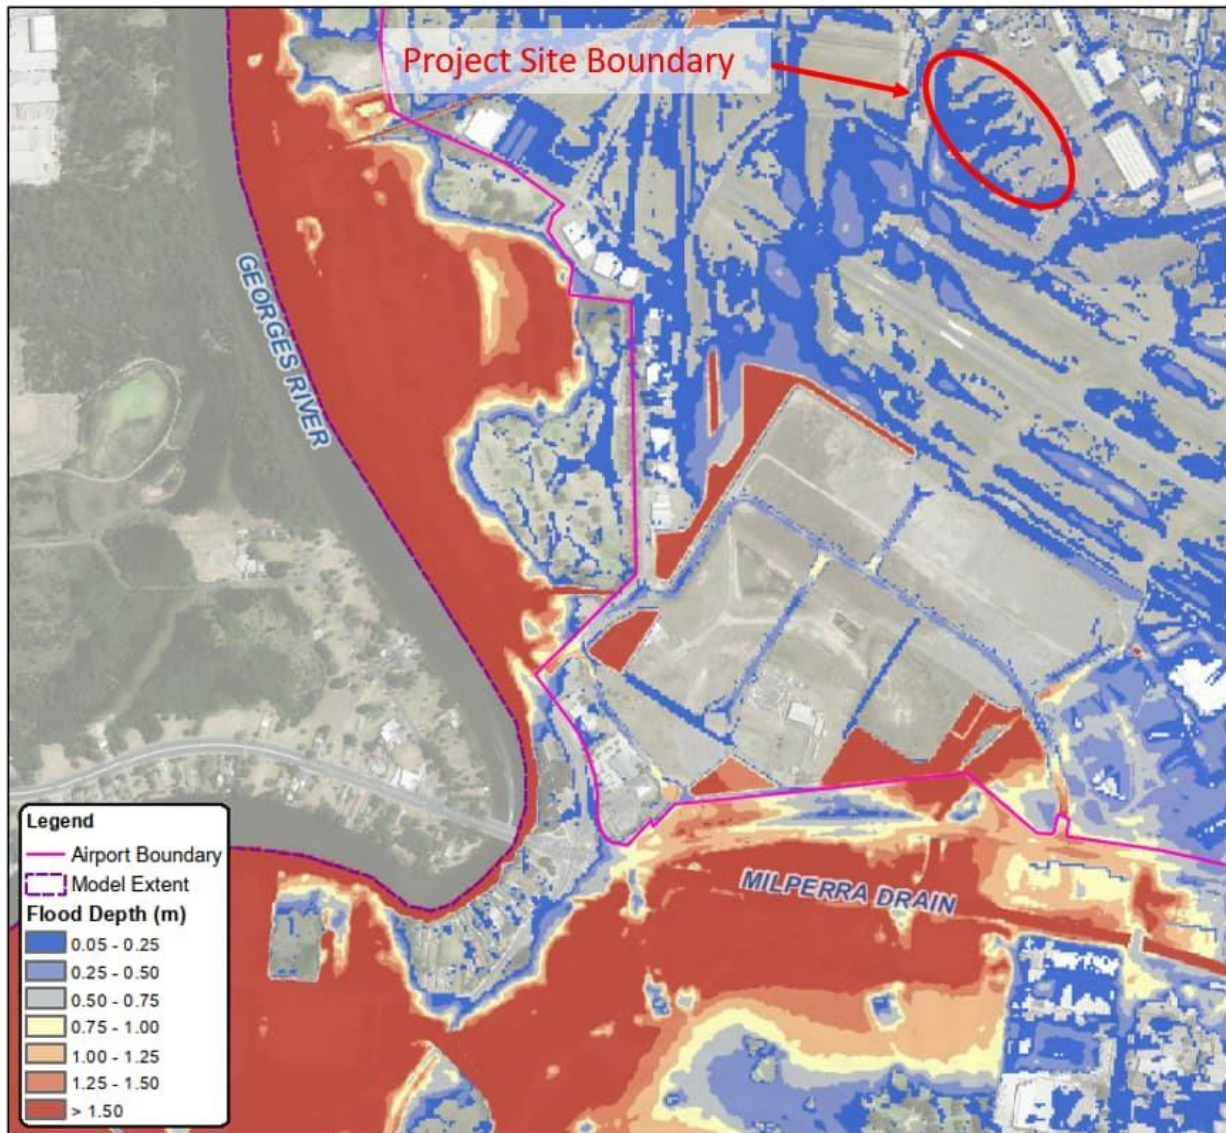 Project Site Boundary
GEORGES RIVER
MILPERRA DRAIN
Legend
Airport Boundary
Model Extent
Flood Depth (m)
0.05 - 0.25
0.25 - 0.50
0.50 - 0.75
0.75 - 1.00
1.00 - 1.25
1.25 - 1.50
> 1.50